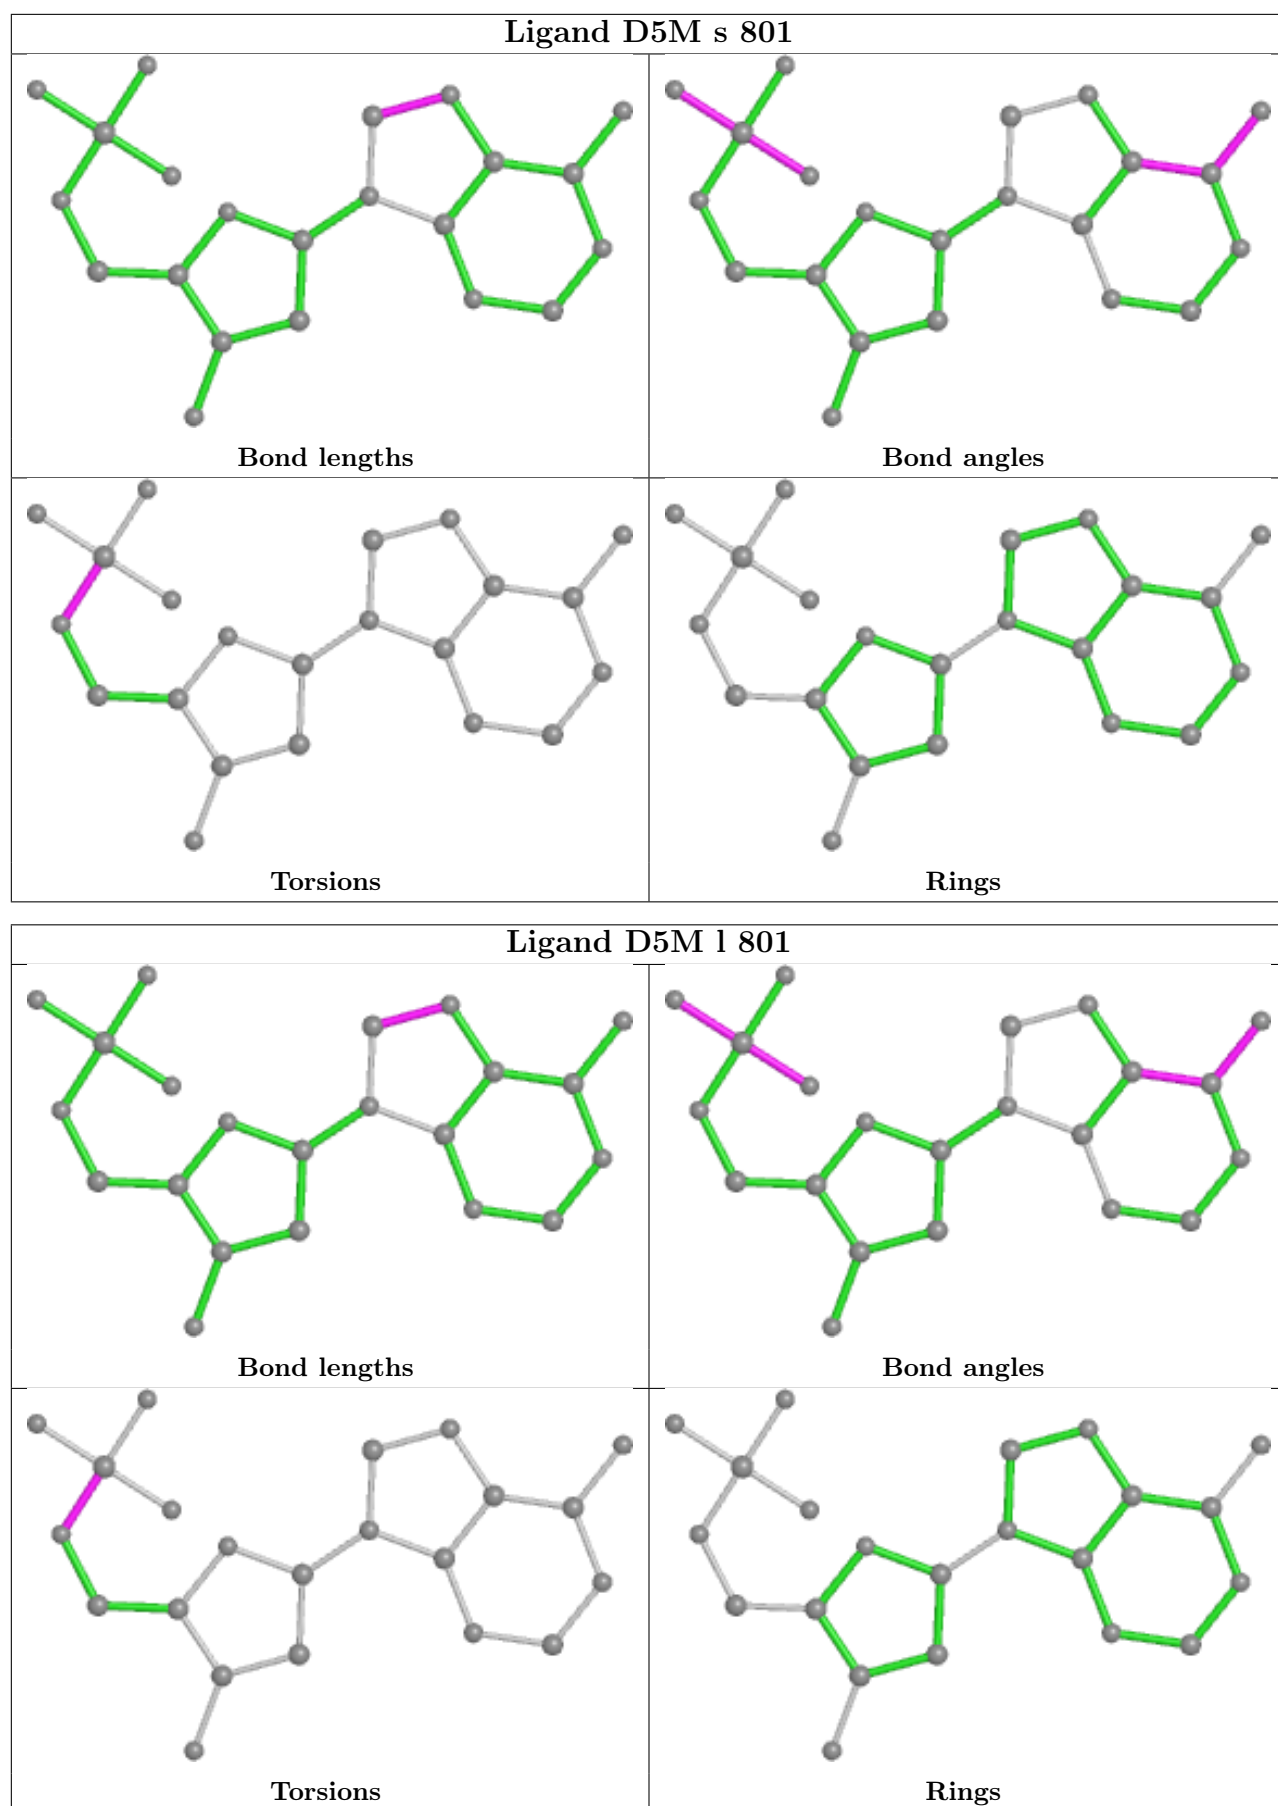 Ligand D5M s 801
Bond lengths
Bond angles
Torsions
Rings
Ligand D5M l 801
Bond lengths
Bond angles
Torsions
Rings